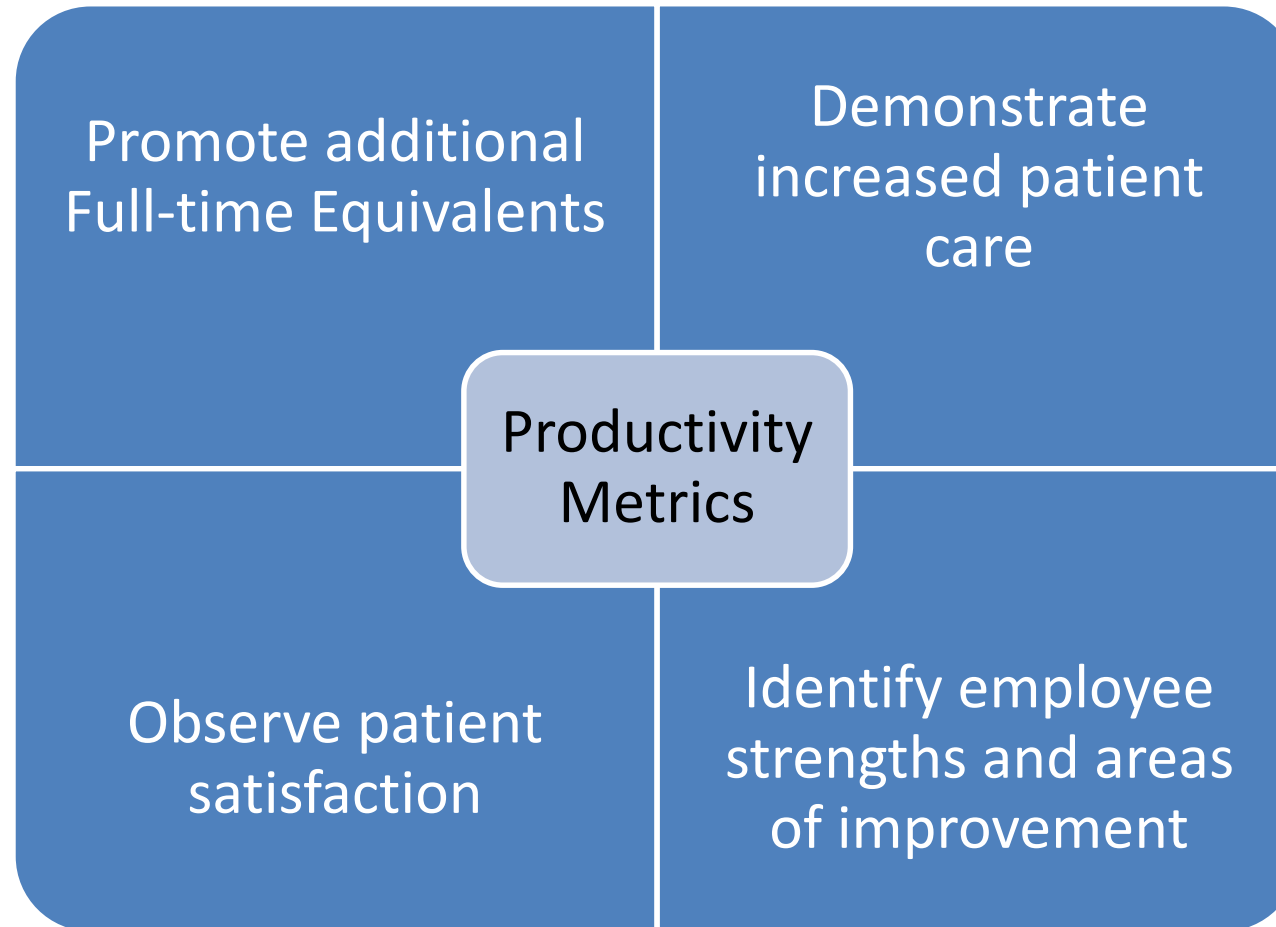 Promote additional
Full-time Equivalents
Demonstrate
increased patient
care
Productivity
Metrics
Observe patient
satisfaction
Identify employee
strengths and areas
of improvement